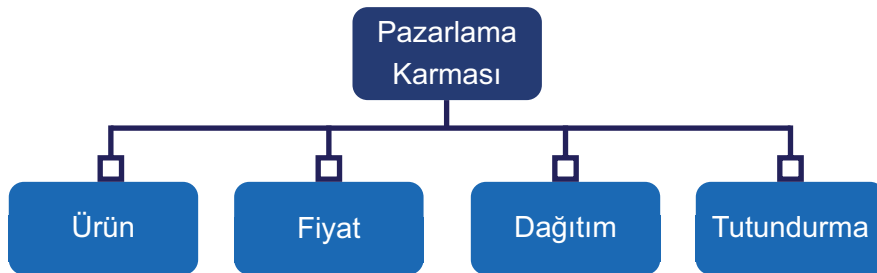 Pazarlama
Karması
Ürün
Fiyat
Dağıtım
Tutundurma